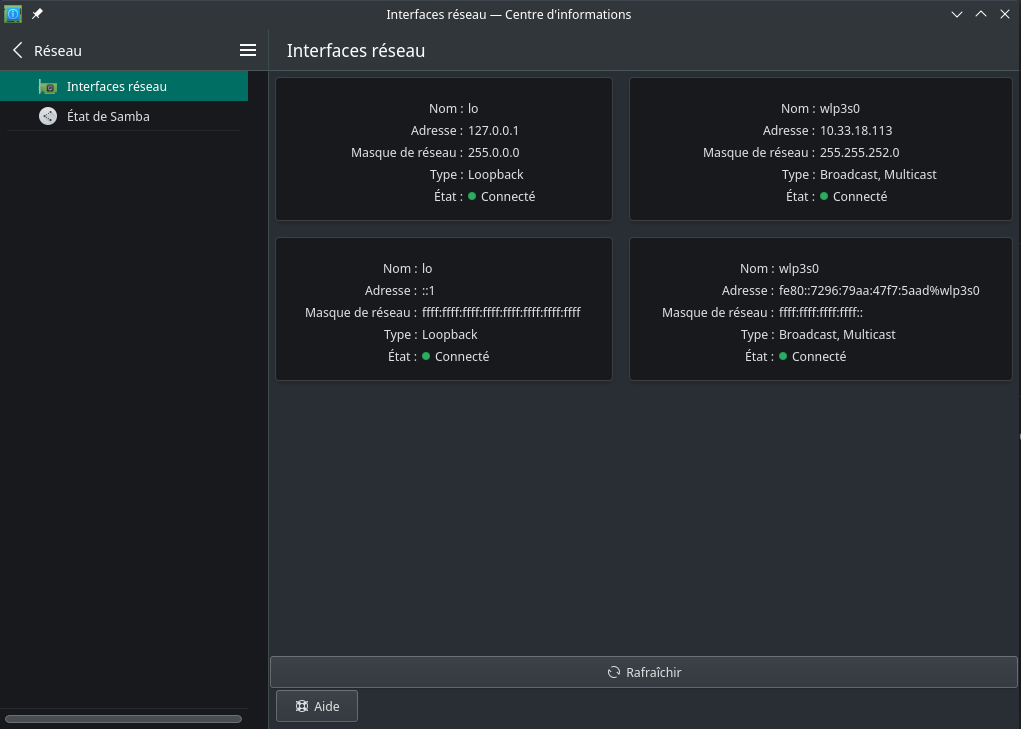 Interfaces réseau — Centre d'informations
Réseau
Interfaces réseau
État de Samba
Interfaces réseau
Nom : lo
Adresse : 127.0.0.1
Masque de réseau : 255.0.0.0
Type : Loopback
État : Connecté
Nom : wlp3s0
Adresse : 10.33.18.113
Masque de réseau : 255.255.252.0
Type : Broadcast, Multicast
État : Connecté
Nom : lo
Adresse : ::1
Masque de réseau : ffff:ffff:ffff:ffff:ffff:ffff:ffff:ffff
Type : Loopback
État : Connecté
Nom : wlp3s0
Adresse : fe80::7296:79aa:47f7:5aad%wlp3s0
Masque de réseau : ffff:ffff:ffff:ffff::
Type : Broadcast, Multicast
État : Connecté
Rafraîchir
Aide